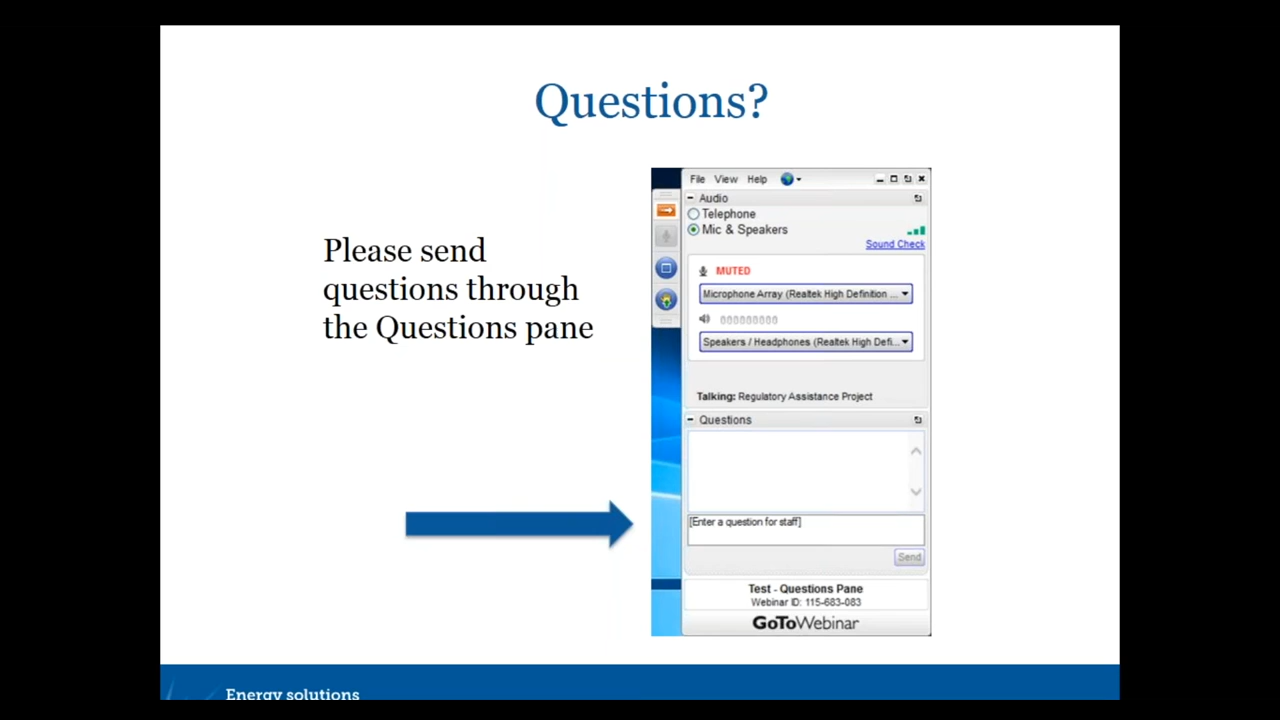 Questions?
Please send
questions through
the Questions pane
File View Help
Audio
Telephone
Mic & Speakers
Sound Check
MUTED
Microphone Array (Realtek High Definition ...
000000000
Speakers / Headphones (Realtek High Defi...
Talking: Regulatory Assistance Project
Questions
[Enter a question for staff]
Send
Test - Questions Pane
Webinar ID: 115-683-083
GoToWebinar
Energy solutions